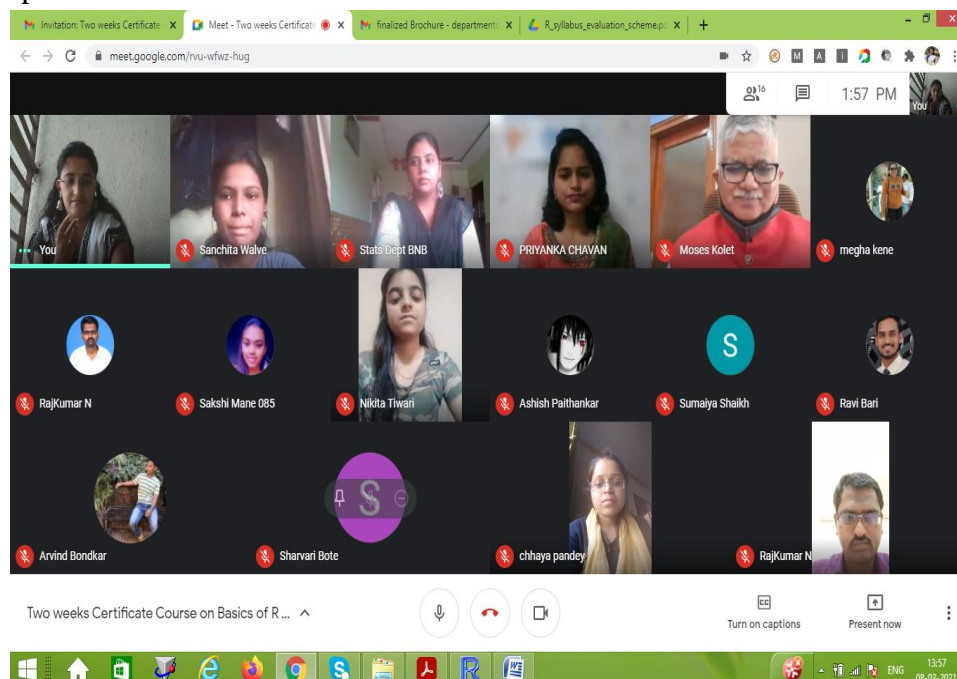 Invitation: Two weeks Certificate
Meet - Two weeks Certificate
finalized Brochure - department
R_syllabus_evaluation_scheme.p
meet.google.com/rvu-wfwz-hug
16
1:57 PM
You
You
Sanchita Walve
Stats Dept BNB
PRIYANKA CHAVAN
Moses Kolet
megha kene
RajKumar N
Sakshi Mane 085
Nikita Tiwari
Ashish Paithankar
S
Sumaiya Shaikh
Ravi Bari
Arvind Bondkar
S
Sharvari Bote
chhaya pandey
RajKumar N
Two weeks Certificate Course on Basics of R ...
CC
Turn on captions
Present now
ENG
13:57
08-03-2021